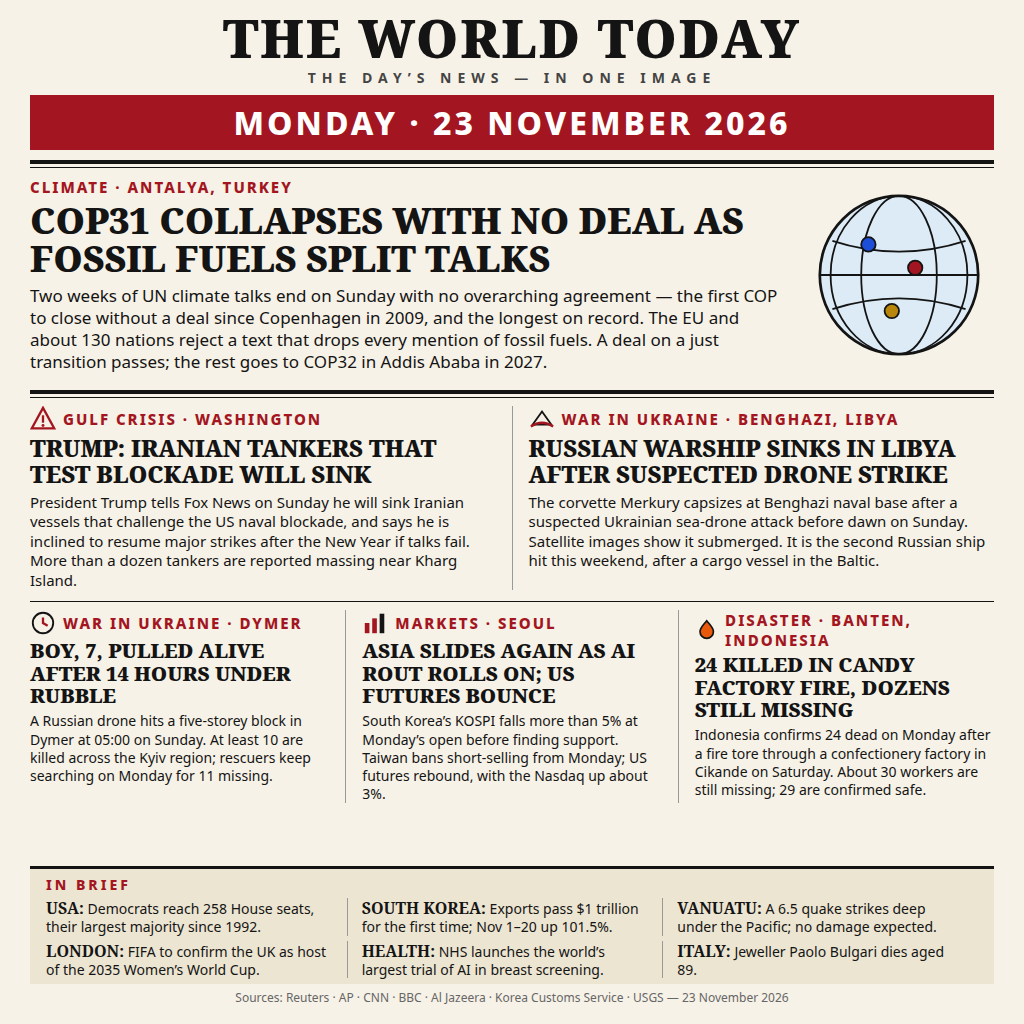 THE WORLD TODAY
THE DAY’S NEWS — IN ONE IMAGE
MONDAY · 23 NOVEMBER 2026
CLIMATE · ANTALYA, TURKEY
COP31 COLLAPSES WITH NO DEAL AS
FOSSIL FUELS SPLIT TALKS
Two weeks of UN climate talks end on Sunday with no overarching agreement — the first COP
to close without a deal since Copenhagen in 2009, and the longest on record. The EU and
about 130 nations reject a text that drops every mention of fossil fuels. A deal on a just
transition passes; the rest goes to COP32 in Addis Ababa in 2027.
GULF CRISIS · WASHINGTON
TRUMP: IRANIAN TANKERS THAT
TEST BLOCKADE WILL SINK
President Trump tells Fox News on Sunday he will sink Iranian
vessels that challenge the US naval blockade, and says he is
inclined to resume major strikes after the New Year if talks fail.
More than a dozen tankers are reported massing near Kharg
Island.
WAR IN UKRAINE · BENGHAZI, LIBYA
RUSSIAN WARSHIP SINKS IN LIBYA
AFTER SUSPECTED DRONE STRIKE
The corvette Merkury capsizes at Benghazi naval base after a
suspected Ukrainian sea-drone attack before dawn on Sunday.
Satellite images show it submerged. It is the second Russian ship
hit this weekend, after a cargo vessel in the Baltic.
WAR IN UKRAINE · DYMER
BOY, 7, PULLED ALIVE
AFTER 14 HOURS UNDER
RUBBLE
A Russian drone hits a five-storey block in
Dymer at 05:00 on Sunday. At least 10 are
killed across the Kyiv region; rescuers keep
searching on Monday for 11 missing.
MARKETS · SEOUL
ASIA SLIDES AGAIN AS AI
ROUT ROLLS ON; US
FUTURES BOUNCE
South Korea’s KOSPI falls more than 5% at
Monday’s open before finding support.
Taiwan bans short-selling from Monday; US
futures rebound, with the Nasdaq up about
3%.
DISASTER · BANTEN,
INDONESIA
24 KILLED IN CANDY
FACTORY FIRE, DOZENS
STILL MISSING
Indonesia confirms 24 dead on Monday after
a fire tore through a confectionery factory in
Cikande on Saturday. About 30 workers are
still missing; 29 are confirmed safe.
IN BRIEF
USA: Democrats reach 258 House seats,
their largest majority since 1992.
SOUTH KOREA: Exports pass $1 trillion
for the first time; Nov 1–20 up 101.5%.
VANUATU: A 6.5 quake strikes deep
under the Pacific; no damage expected.
LONDON: FIFA to confirm the UK as host
of the 2035 Women’s World Cup.
HEALTH: NHS launches the world’s
largest trial of AI in breast screening.
ITALY: Jeweller Paolo Bulgari dies aged
89.
Sources: Reuters · AP · CNN · BBC · Al Jazeera · Korea Customs Service · USGS — 23 November 2026